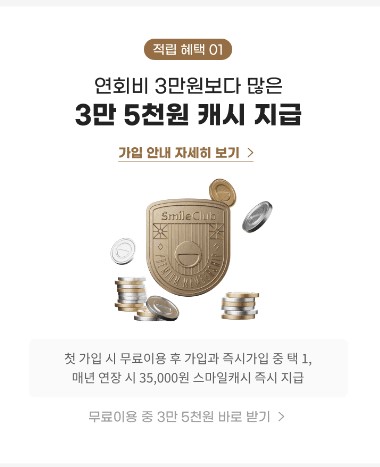 적립 혜택 01
연회비 3만원보다 많은
3만 5천원 캐시 지급
가입 안내 자세히 보기 >
SmileClub
PREMIUM MEMBERSHIP
첫 가입 시 무료이용 후 가입과 즉시가입 중 택 1,
매년 연장 시 35,000원 스마일캐시 즉시 지급
무료이용 중 3만 5천원 바로 받기 >